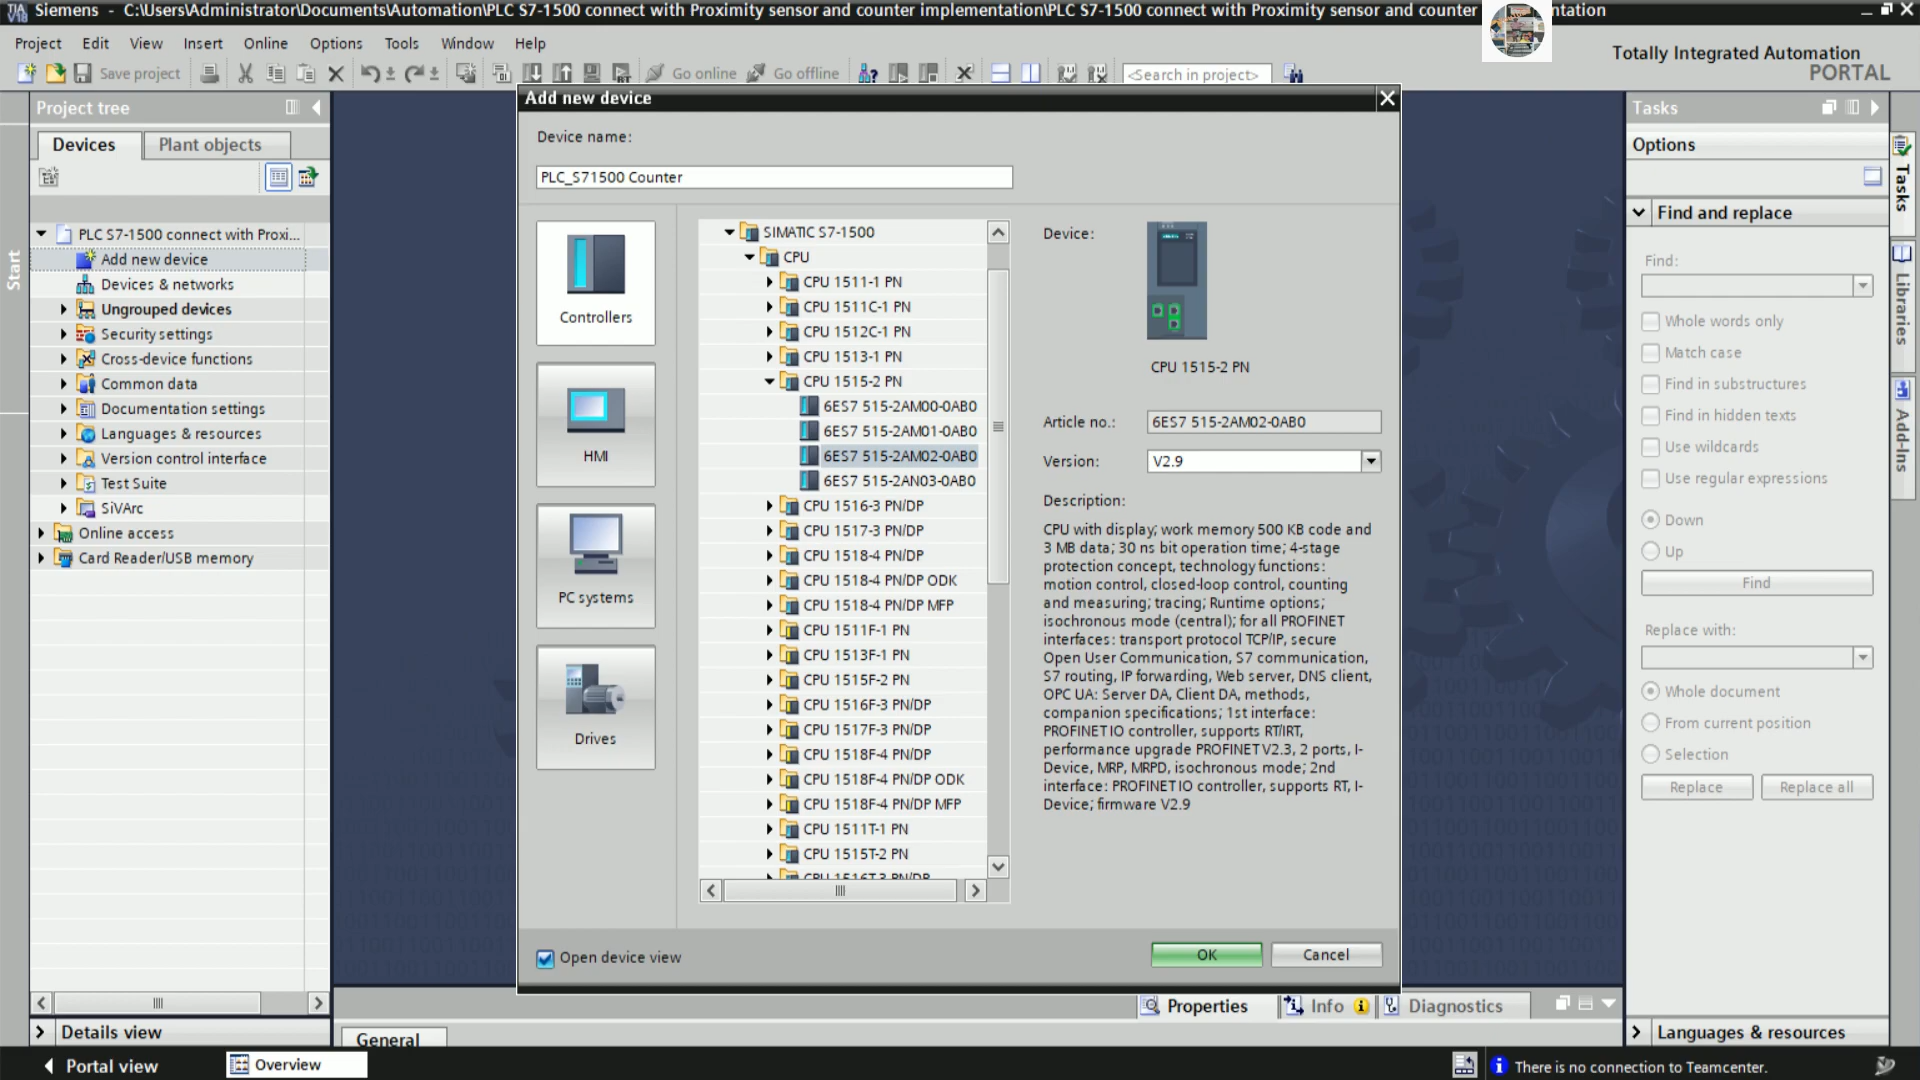 Siemens - C:\Users\Administrator\Documents\Automation\PLC S7-1500 connect with Proximity sensor and counter implementation\PLC S7-1500 connect with Proximity sensor and counter
Project Edit View Insert Online Options Tools Window Help
Totally Integrated Automation
PORTAL
Save project
Go online
Go offline
<Search in project>
Project tree
Devices
Plant objects
Start
PLC S7-1500 connect with Proxi...
Add new device
Devices & networks
Ungrouped devices
Security settings
Cross-device functions
Common data
Documentation settings
Languages & resources
Version control interface
Test Suite
SiVArc
Online access
Card Reader/USB memory
Details view
Add new device
Device name:
PLC_S71500 Counter
Controllers
HMI
PC systems
Drives
SIMATIC S7-1500
CPU
CPU 1511-1 PN
CPU 1511C-1 PN
CPU 1512C-1 PN
CPU 1513-1 PN
CPU 1515-2 PN
6ES7 515-2AM00-0AB0
6ES7 515-2AM01-0AB0
6ES7 515-2AM02-0AB0
6ES7 515-2AN03-0AB0
CPU 1516-3 PN/DP
CPU 1517-3 PN/DP
CPU 1518-4 PN/DP
CPU 1518-4 PN/DP ODK
CPU 1518-4 PN/DP MFP
CPU 1511F-1 PN
CPU 1513F-1 PN
CPU 1515F-2 PN
CPU 1516F-3 PN/DP
CPU 1517F-3 PN/DP
CPU 1518F-4 PN/DP
CPU 1518F-4 PN/DP ODK
CPU 1518F-4 PN/DP MFP
CPU 1511T-1 PN
CPU 1515T-2 PN
CPU 1516T-3 PN/DP
Device:
CPU 1515-2 PN
Article no.: 6ES7 515-2AM02-0AB0
Version: V2.9
Description:
CPU with display; work memory 500 KB code and
3 MB data; 30 ns bit operation time; 4-stage
protection concept, technology functions:
motion control, closed-loop control, counting
and measuring; tracing; Runtime options;
isochronous mode (central); for all PROFINET
interfaces: transport protocol TCP/IP, secure
Open User Communication, S7 communication,
S7 routing, IP forwarding, Web server, DNS client,
OPC UA: Server DA, Client DA, methods,
companion specifications; 1st interface:
PROFINET IO controller, supports RT/IRT,
performance upgrade PROFINET V2.3, 2 ports, I-
Device, MRP, MRPD, isochronous mode; 2nd
interface: PROFINET IO controller, supports RT, I-
Device; firmware V2.9
Open device view
OK
Cancel
Properties
Info
Diagnostics
General
Tasks
Options
Find and replace
Find:
Whole words only
Match case
Find in substructures
Find in hidden texts
Use wildcards
Use regular expressions
Down
Up
Find
Replace with:
Whole document
From current position
Selection
Replace
Replace all
Languages & resources
Tasks
Libraries
Add-Ins
Portal view
Overview
There is no connection to Teamcenter.